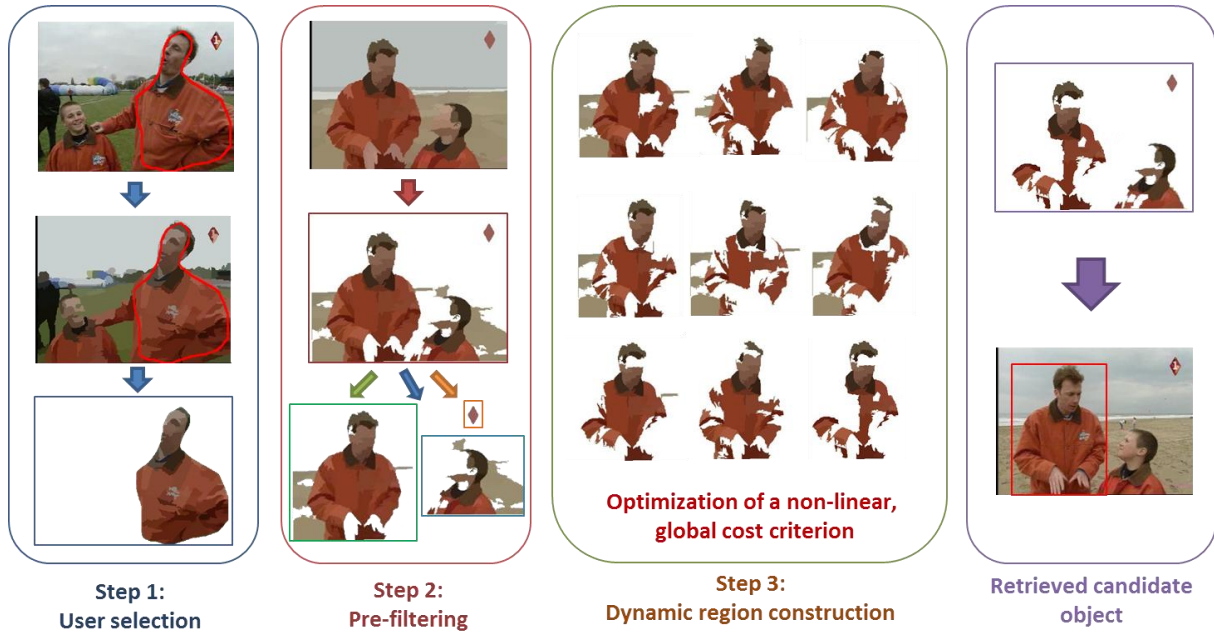 Optimization of a non-linear,
global cost criterion
Step 1:
User selection
Step 2:
Pre-filtering
Step 3:
Dynamic region construction
Retrieved candidate
object